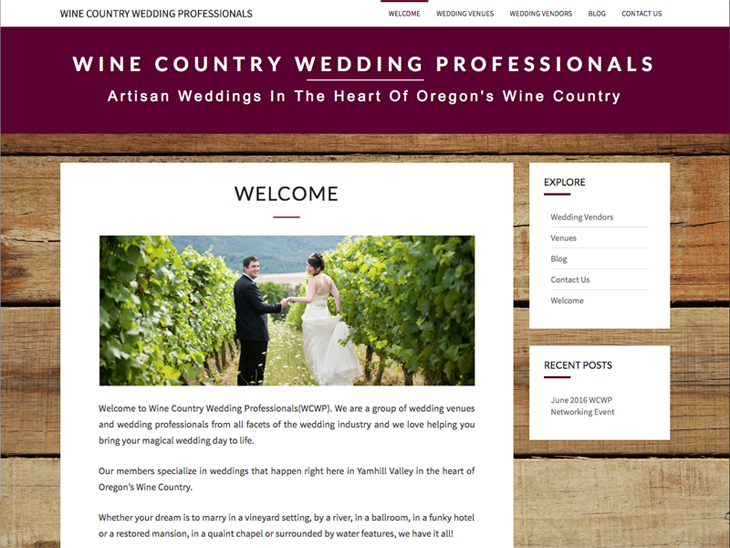 WINE COUNTRY WEDDING PROFESSIONALS
WELCOME WEDDING VENUES WEDDING VENDORS BLOG CONTACT US
WINE COUNTRY WEDDING PROFESSIONALS
Artisan Weddings In The Heart Of Oregon's Wine Country
WELCOME
Welcome to Wine Country Wedding Professionals(WCWP). We are a group of wedding venues
and wedding professionals from all facets of the wedding industry and we love helping you
bring your magical wedding day to life.
Our members specialize in weddings that happen right here in Yamhill Valley in the heart of
Oregon's Wine Country.
Whether your dream is to marry in a vineyard setting, by a river, in a ballroom, in a funky hotel
or a restored mansion, in a quaint chapel or surrounded by water features, we have it all!
EXPLORE
Wedding Vendors
Venues
Blog
Contact Us
Welcome
RECENT POSTS
June 2016 WCWP
Networking Event